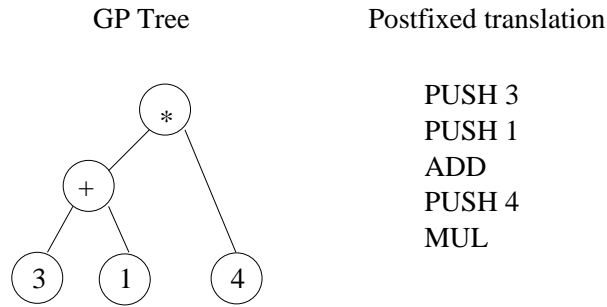 GP Tree
Postfixed translation
*
+
3 1 4
PUSH 3
PUSH 1
ADD
PUSH 4
MUL